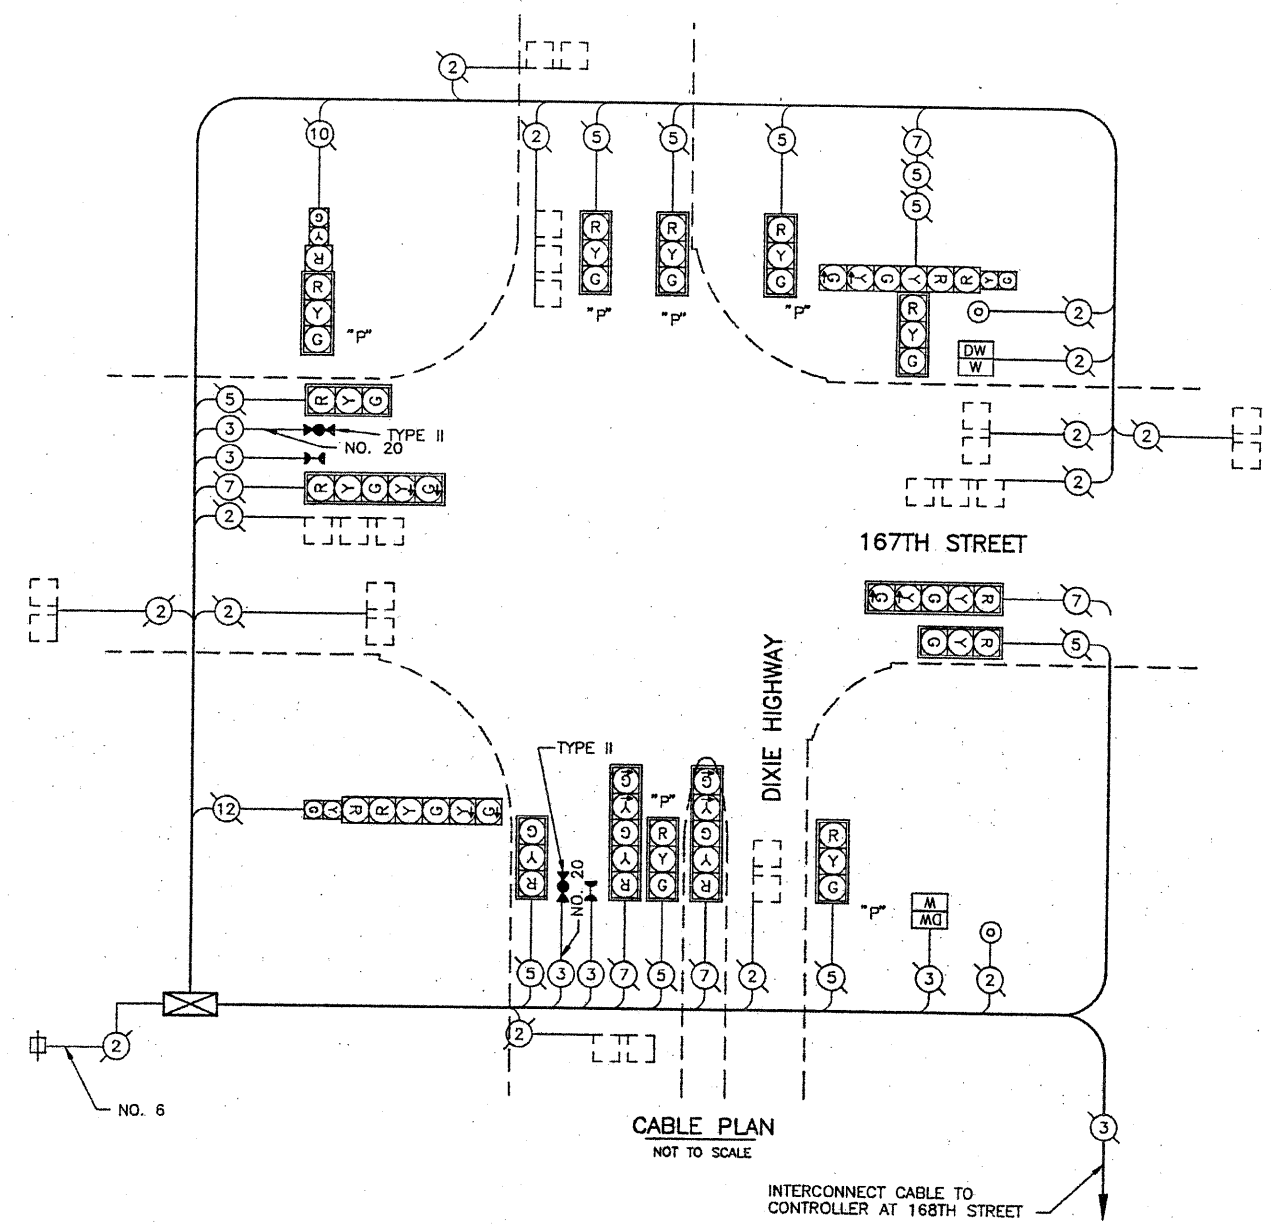 2
10
2
5
5
5
7
5
5
G
Y
R
R
Y
G
"P"
R
Y
G
"P"
R
Y
G
"P"
R
Y
G
"P"
G Y G Y R R Y G
R
Y
G
2
DW
W
2
5
R Y G
3
TYPE II
NO. 20
3
7
R Y G Y G
2
2
2
2
167TH STREET
2
2
G Y G Y R
7
G Y R
5
DIXIE HIGHWAY
12
G Y R R Y G Y G
TYPE II
NO. 20
G
Y
R
G
Y
G
Y
R
"P"
R
Y
G
G
Y
G
Y
R
R
Y
G
"P"
W
DW
5
3
3
7
5
7
2
5
3
2
2
2
NO. 6
3
CABLE PLAN
NOT TO SCALE
INTERCONNECT CABLE TO
CONTROLLER AT 168TH STREET